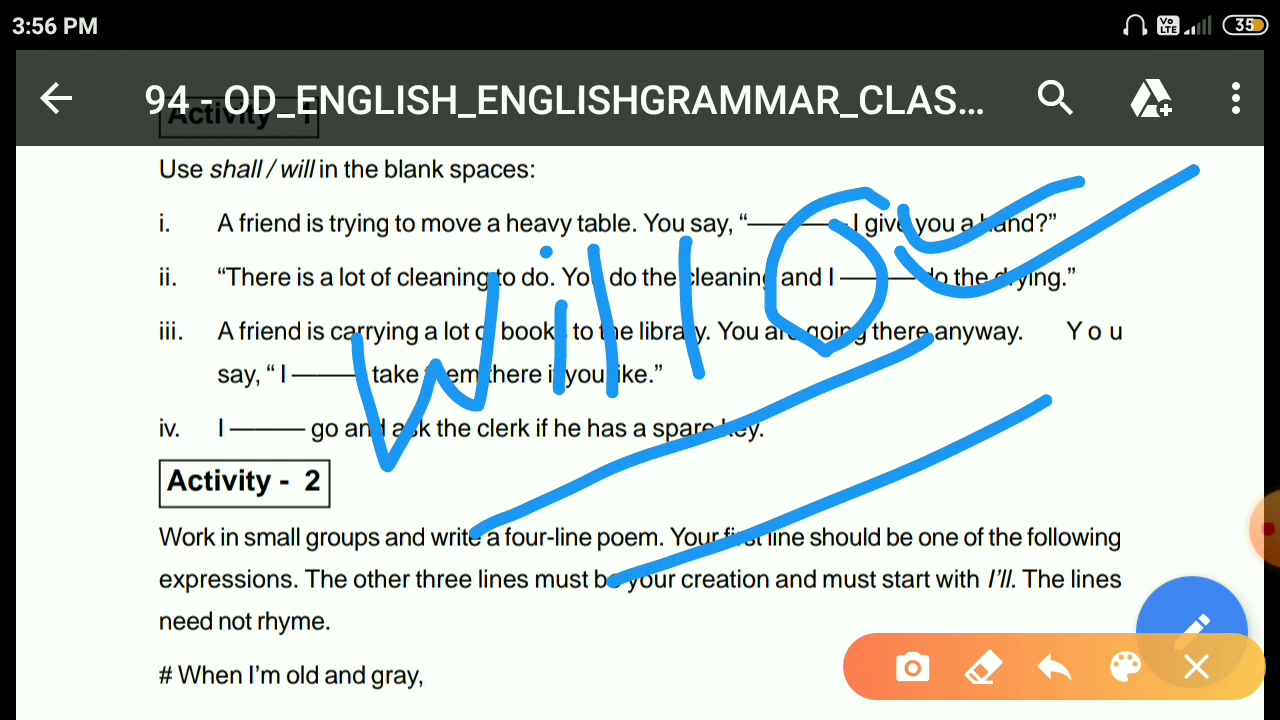 3:56 PM
Vo LTE
35
94 - OD_ENGLISH_ENGLISHGRAMMAR_CLAS...
Activity - 1
Use shall / will in the blank spaces:
i. A friend is trying to move a heavy table. You say, “———— I give you a hand?”
ii. “There is a lot of cleaning to do. You do the cleaning and I ——— do the drying.”
iii. A friend is carrying a lot of books to the library. You are going there anyway. Y o u
say, “ I ——— take them there if you like.”
iv. I ——— go and ask the clerk if he has a spare key.
will
Activity - 2
Work in small groups and write a four-line poem. Your first line should be one of the following
expressions. The other three lines must be your creation and must start with I’ll. The lines
need not rhyme.
# When I’m old and gray,